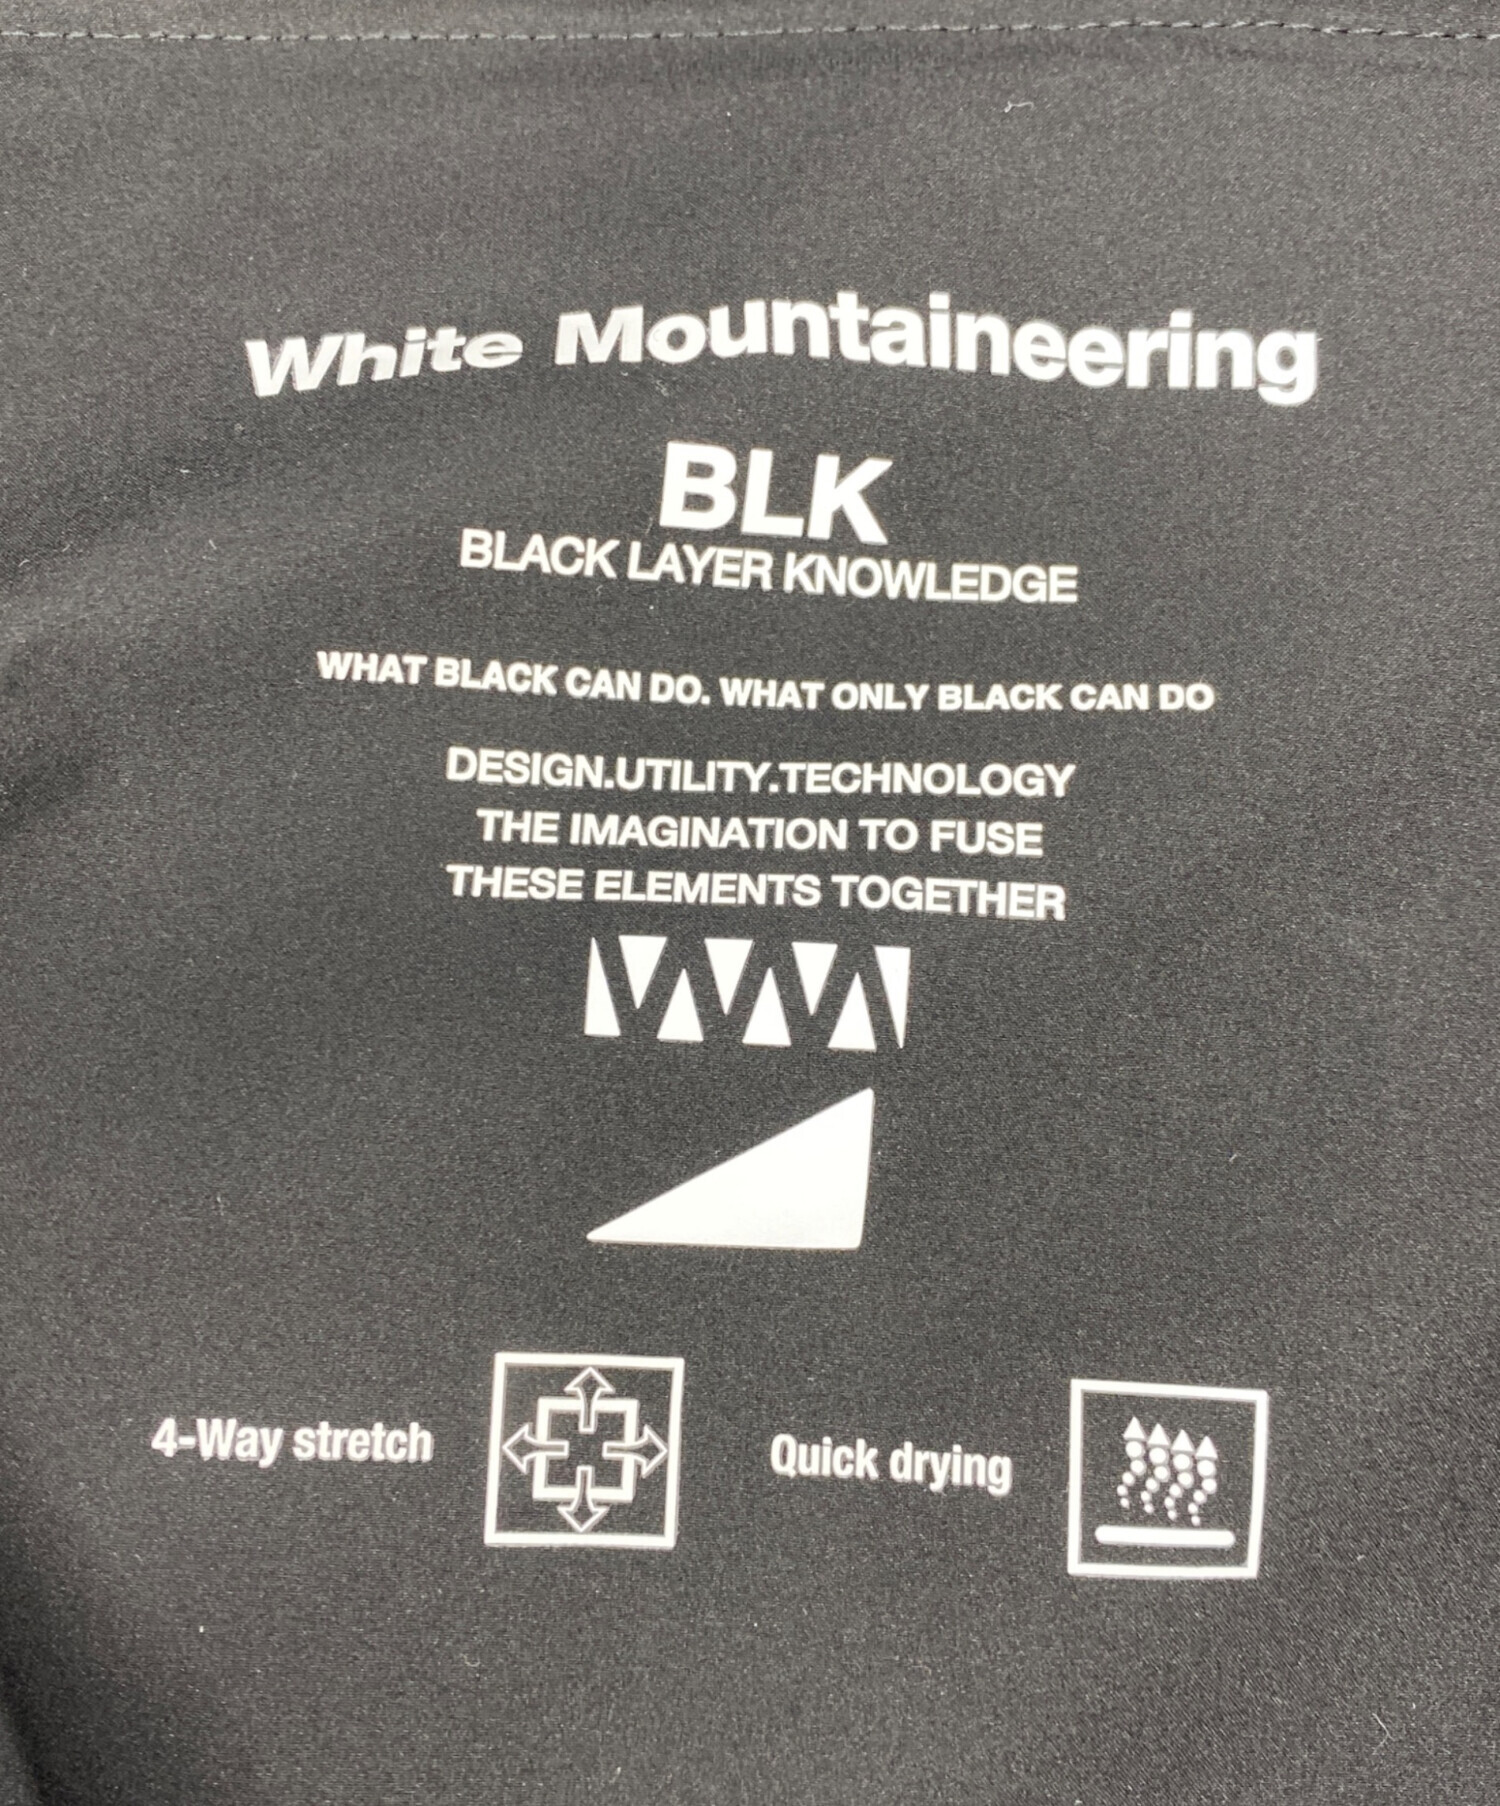 White Mountaineering
BLK
BLACK LAYER KNOWLEDGE
WHAT BLACK CAN DO. WHAT ONLY BLACK CAN DO
DESIGN.UTILITY.TECHNOLOGY
THE IMAGINATION TO FUSE
THESE ELEMENTS TOGETHER
4-Way stretch
Quick drying